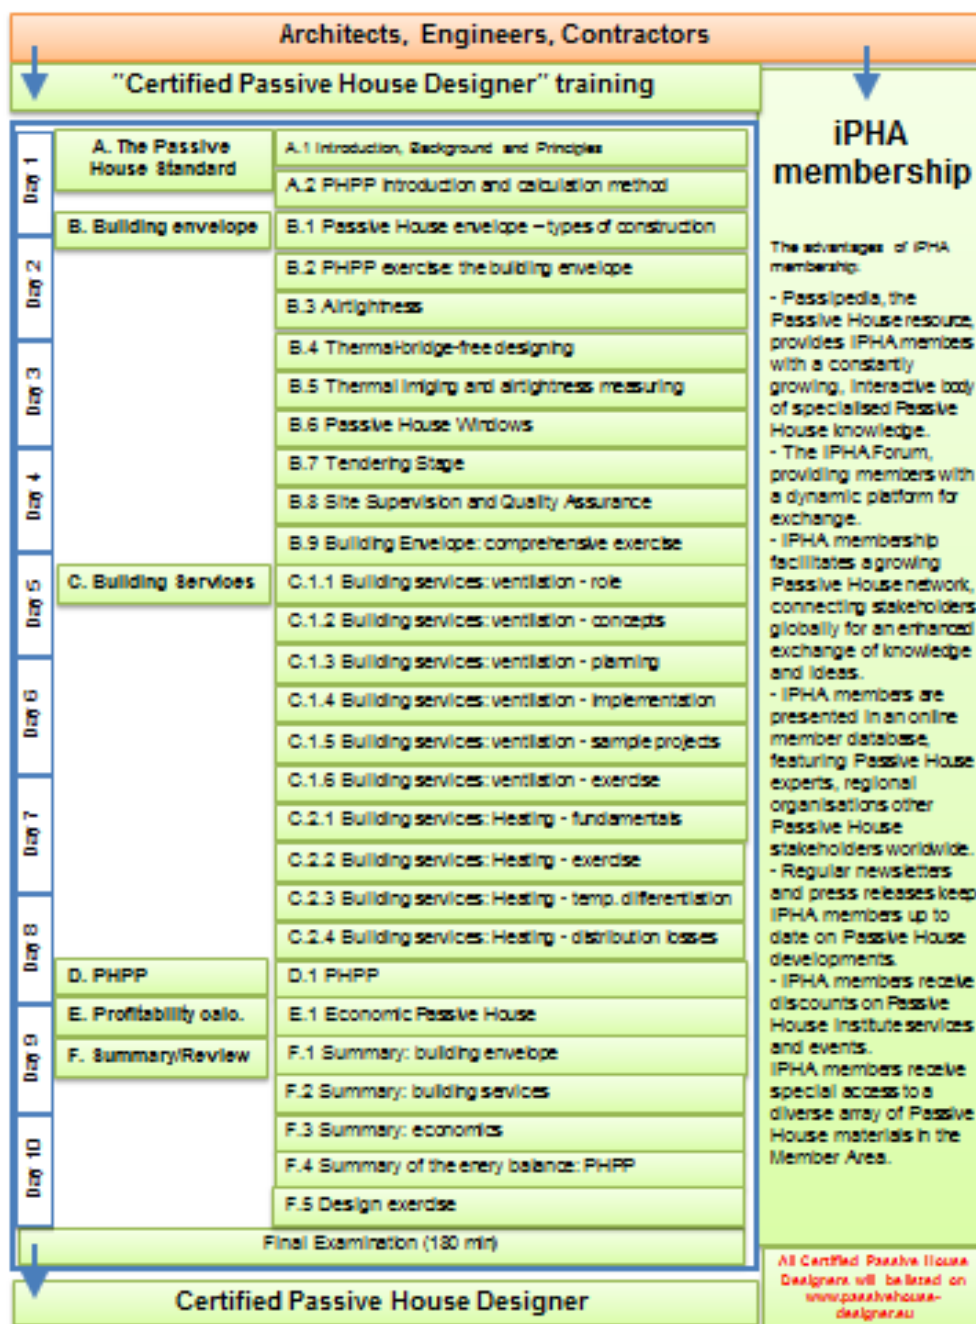 Architects, Engineers, Contractors
"Certified Passive House Designer" training
Day 1
A. The Passive
House Standard
A.1 Introduction, Background and Principles
A.2 PHPP Introduction and calculation method
B. Building envelope
B.1 Passive House envelope – types of construction
Day 2
B.2 PHPP exercise: the building envelope
B.3 Airtightness
Day 3
B.4 Thermal-bridge-free designing
B.5 Thermal imiging and airtightness measuring
B.6 Passive House Windows
Day 4
B.7 Tendering Stage
B.8 Site Supervision and Quality Assurance
B.9 Building Envelope: comprehensive exercise
Day 5
C. Building Services
C.1.1 Building services: ventilation - role
C.1.2 Building services: ventilation - concepts
Day 6
C.1.3 Building services: ventilation - planning
C.1.4 Building services: ventilation - implementation
C.1.5 Building services: ventilation - sample projects
C.1.6 Building services: ventilation - exercise
Day 7
C.2.1 Building services: Heating - fundamentals
C.2.2 Building services: Heating - exercise
Day 8
C.2.3 Building services: Heating - temp. differentiation
C.2.4 Building services: Heating - distribution losses
D. PHPP
D.1 PHPP
Day 9
E. Profitability calc.
E.1 Economic Passive House
F. Summary/Review
F.1 Summary: building envelope
F.2 Summary: building services
Day 10
F.3 Summary: economics
F.4 Summary of the enery balance: PHPP
F.5 Design exercise
Final Examination (180 min)
Certified Passive House Designer
iPHA
membership
The advantages of iPHA
membership:
- Passipedia, the
Passive House resource,
provides iPHA members
with a constantly
growing, interactive body
of specialised Passive
House knowledge.
- The iPHA Forum,
providing members with
a dynamic platform for
exchange.
- iPHA membership
facilitates a growing
Passive House network,
connecting stakeholders
globally for an enhanced
exchange of knowledge
and ideas.
- iPHA members are
presented in an online
member database,
featuring Passive House
experts, regional
organisations other
Passive House
stakeholders worldwide.
- Regular newsletters
and press releases keep
iPHA members up to
date on Passive House
developments.
- iPHA members receive
discounts on Passive
House Institute services
and events.
iPHA members receive
special access to a
diverse array of Passive
House materials in the
Member Area.
All Certified Passive House
Designers will be listed on
www.passivehouse-
designer.eu